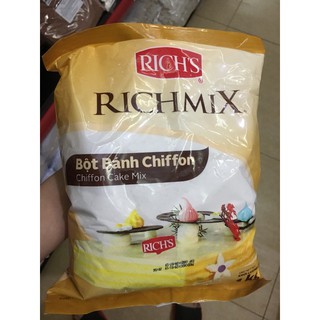 RICH'S
RICHMIX
Bột Bánh Chiffon
Chiffon Cake Mix
RICH'S